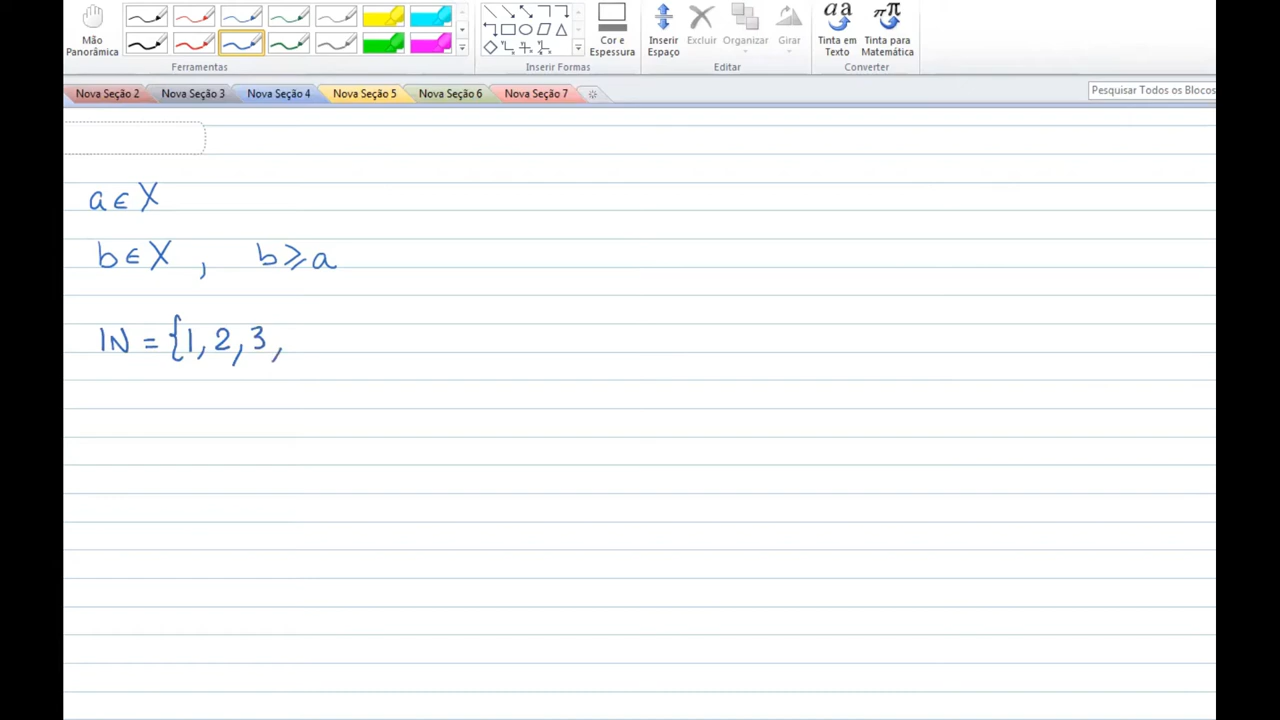 Mão Panorâmica
Cor e Espessura
Inserir Espaço
Excluir
Organizar
Girar
Tinta em Texto
Tinta para Matemática
Ferramentas
Inserir Formas
Editar
Converter
Nova Seção 2 Nova Seção 3 Nova Seção 4 Nova Seção 5 Nova Seção 6 Nova Seção 7
Pesquisar Todos os Blocos
a ∈ X
b ∈ X , b ⩾ a
ℕ = {1, 2, 3,